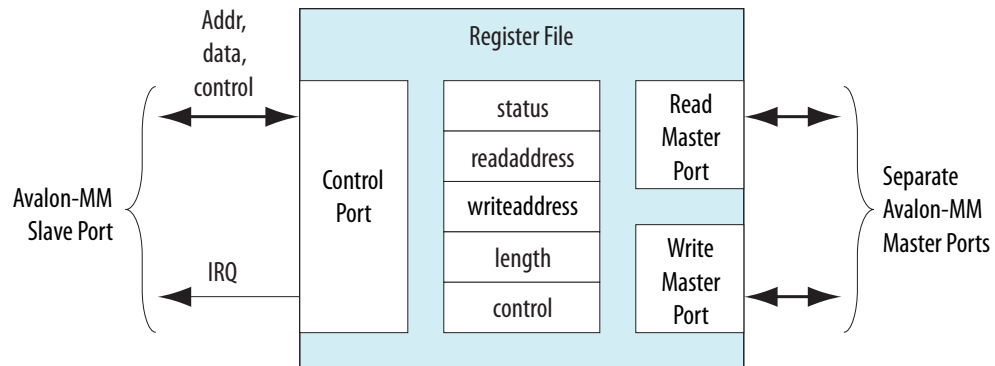 Addr,
data,
control
Register File
Avalon-MM
Slave Port
IRQ
Control
Port
status
readaddress
writeaddress
length
control
Read
Master
Port
Write
Master
Port
Separate
Avalon-MM
Master Ports